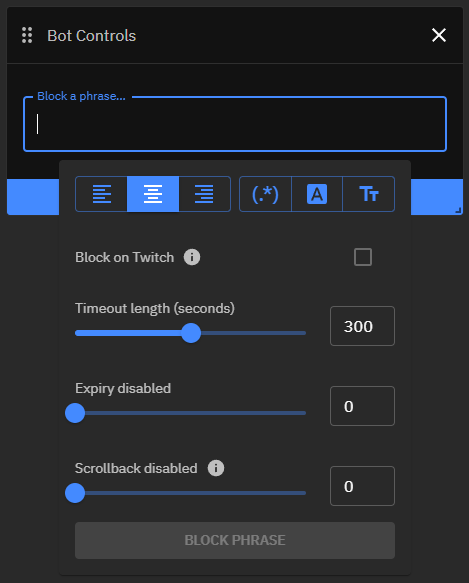 Bot Controls
Block a phrase...
(.*) A TT
Block on Twitch
Timeout length (seconds)
300
Expiry disabled
0
Scrollback disabled
0
BLOCK PHRASE